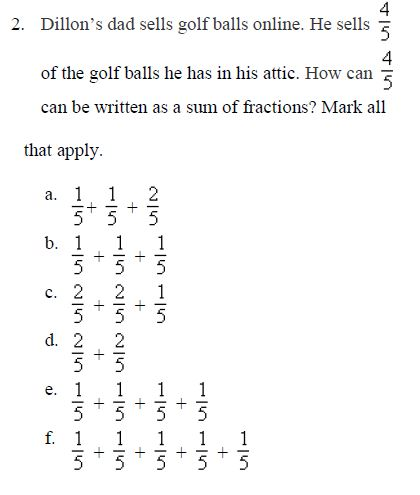 2. Dillon's dad sells golf balls online. He sells 4/5
of the golf balls he has in his attic. How can 4/5
can be written as a sum of fractions? Mark all
that apply.
a. 1/5 + 1/5 + 2/5
b. 1/5 + 1/5 + 1/5
c. 2/5 + 2/5 + 1/5
d. 2/5 + 2/5
e. 1/5 + 1/5 + 1/5 + 1/5
f. 1/5 + 1/5 + 1/5 + 1/5 + 1/5